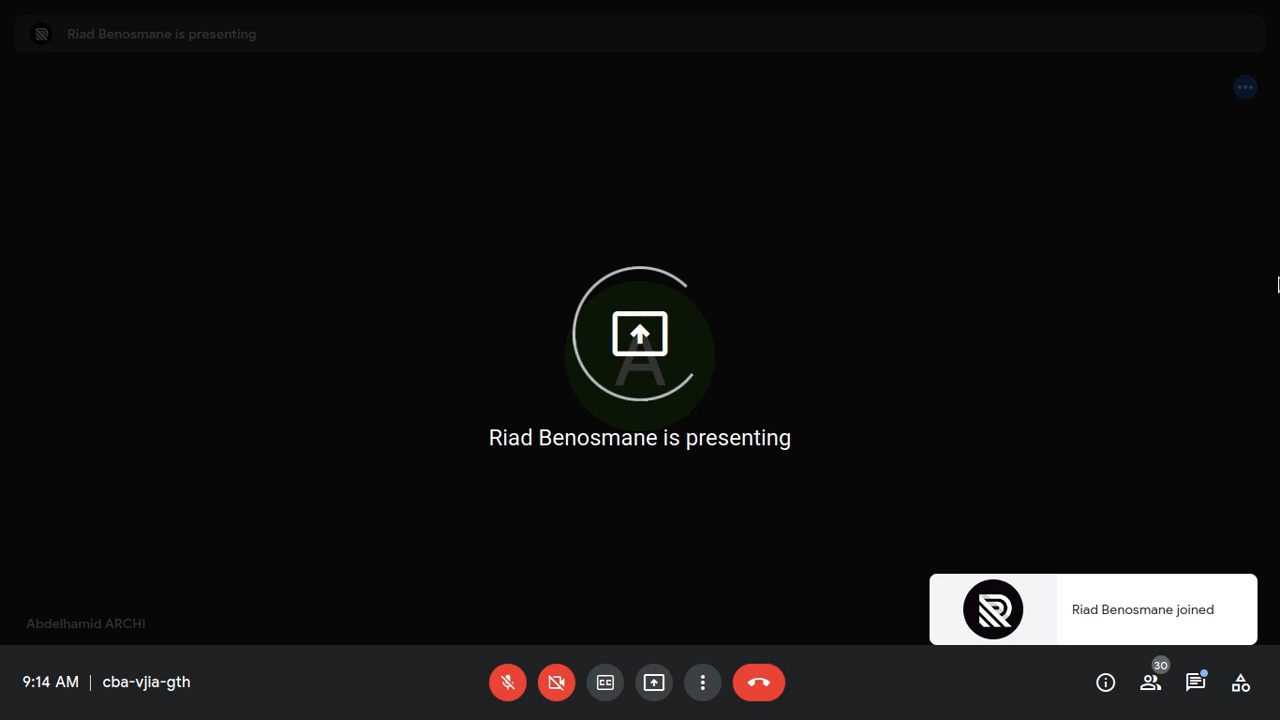 Riad Benosmane is presenting
A
Riad Benosmane is presenting
Riad Benosmane joined
Abdelhamid ARCHI
9:14 AM | cba-vjia-gth
CC
30